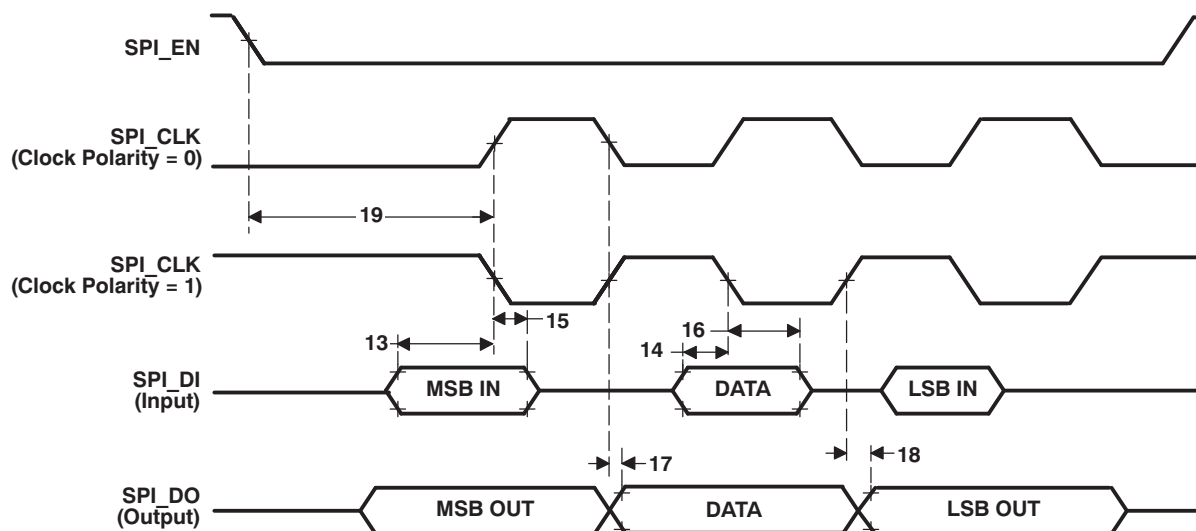 SPI_EN
SPI_CLK
(Clock Polarity = 0)
19
SPI_CLK
(Clock Polarity = 1)
15
16
13
14
SPI_DI
(Input)
MSB IN
DATA
LSB IN
17
18
SPI_DO
(Output)
MSB OUT
DATA
LSB OUT